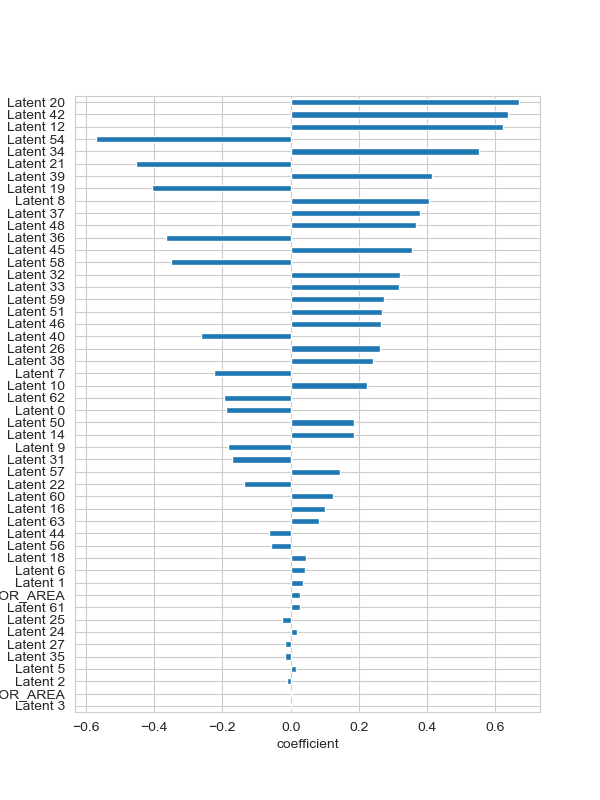 Latent 20
Latent 42
Latent 12
Latent 54
Latent 34
Latent 21
Latent 39
Latent 19
Latent 8
Latent 37
Latent 48
Latent 36
Latent 45
Latent 58
Latent 32
Latent 33
Latent 59
Latent 51
Latent 46
Latent 40
Latent 26
Latent 38
Latent 7
Latent 10
Latent 62
Latent 0
Latent 50
Latent 14
Latent 9
Latent 31
Latent 57
Latent 22
Latent 60
Latent 16
Latent 63
Latent 44
Latent 56
Latent 18
Latent 6
Latent 1
OR_AREA
Latent 61
Latent 25
Latent 24
Latent 27
Latent 35
Latent 5
Latent 2
OR_AREA
Latent 3
−0.6 −0.4 −0.2 0.0 0.2 0.4 0.6
coefficient